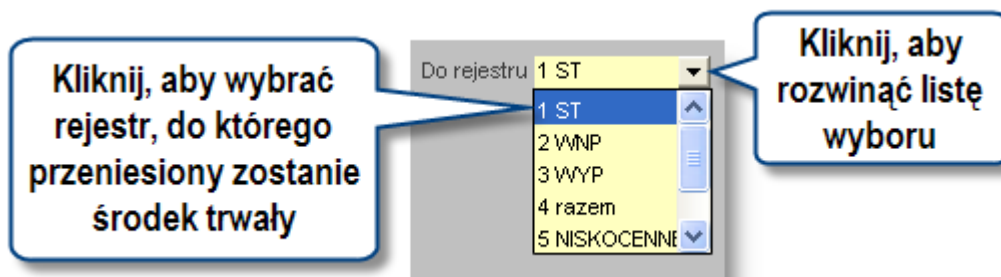 Kliknij, aby wybrać
rejestr, do którego
przeniesiony zostanie
środek trwały
Do rejestru 1 ST
1 ST
2 WNP
3 WYP
4 razem
5 NISKOCENNE
Kliknij, aby
rozwinąć listę
wyboru